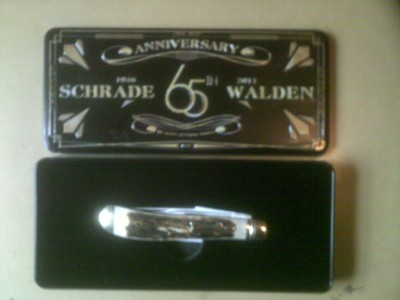 ANNIVERSARY
1946 2011
SCHRADE 65TH WALDEN